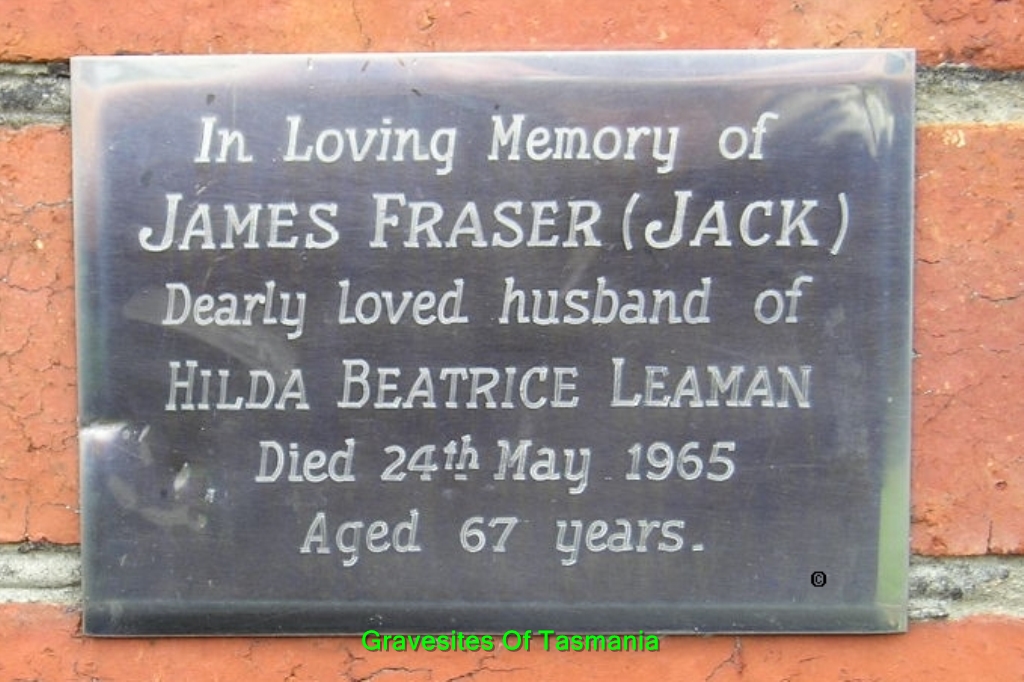 In Loving Memory of
JAMES FRASER (JACK)
Dearly loved husband of
HILDA BEATRICE LEAMAN
Died 24th May 1965
Aged 67 years.
©
Gravesites Of Tasmania